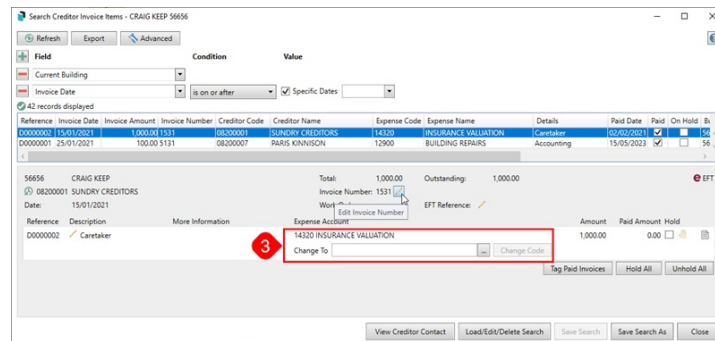 Search Creditor Invoice Items - CRAIG KEEP 56656
Refresh Export Advanced
Field Condition Value
Current Building
Invoice Date is on or after Specific Dates
42 records displayed
Reference Invoice Date Invoice Amount Invoice Number Creditor Code Creditor Name Expense Code Expense Name Details Paid Date Paid On Hold
D0000002 15/01/2021 1,000.00 1531 08200001 SUNDRY CREDITORS 14320 INSURANCE VALUATION Caretaker 02/02/2021 56
D0000001 25/01/2021 100.00 5131 08200007 PARIS KINNISON 12900 BUILDING REPAIRS Accounting 15/05/2023 56
56656 CRAIG KEEP Total: 1,000.00 Outstanding: 1,000.00 EFT
08200001 SUNDRY CREDITORS Invoice Number: 1531
Date: 15/01/2021 EFT Reference:
Edit Invoice Number
Reference Description More Information Expense Account Amount Paid Amount Hold
D0000002 Caretaker 14320 INSURANCE VALUATION 1,000.00 0.00
3 Change To ... Change Code
Tag Paid Invoices Hold All Unhold All
View Creditor Contact Load/Edit/Delete Search Save Search Save Search As Close